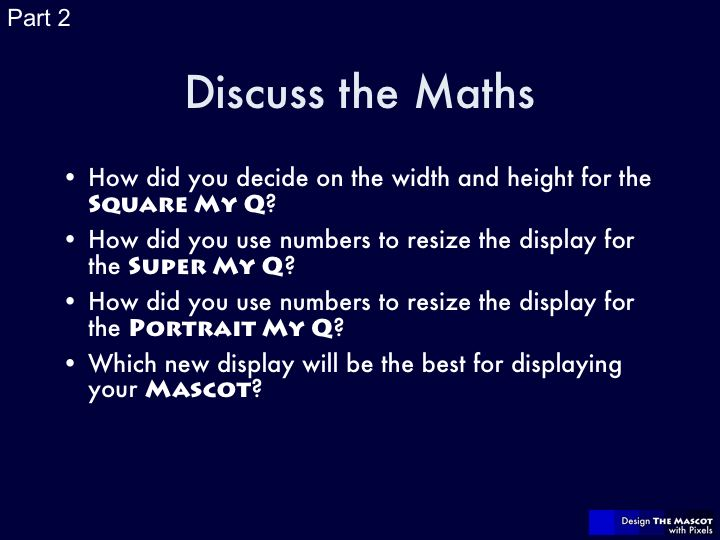 Part 2
Discuss the Maths
• How did you decide on the width and height for the
Square My Q?
• How did you use numbers to resize the display for
the Super My Q?
• How did you use numbers to resize the display for
the Portrait My Q?
• Which new display will be the best for displaying
your Mascot?
Design The Mascot
with Pixels